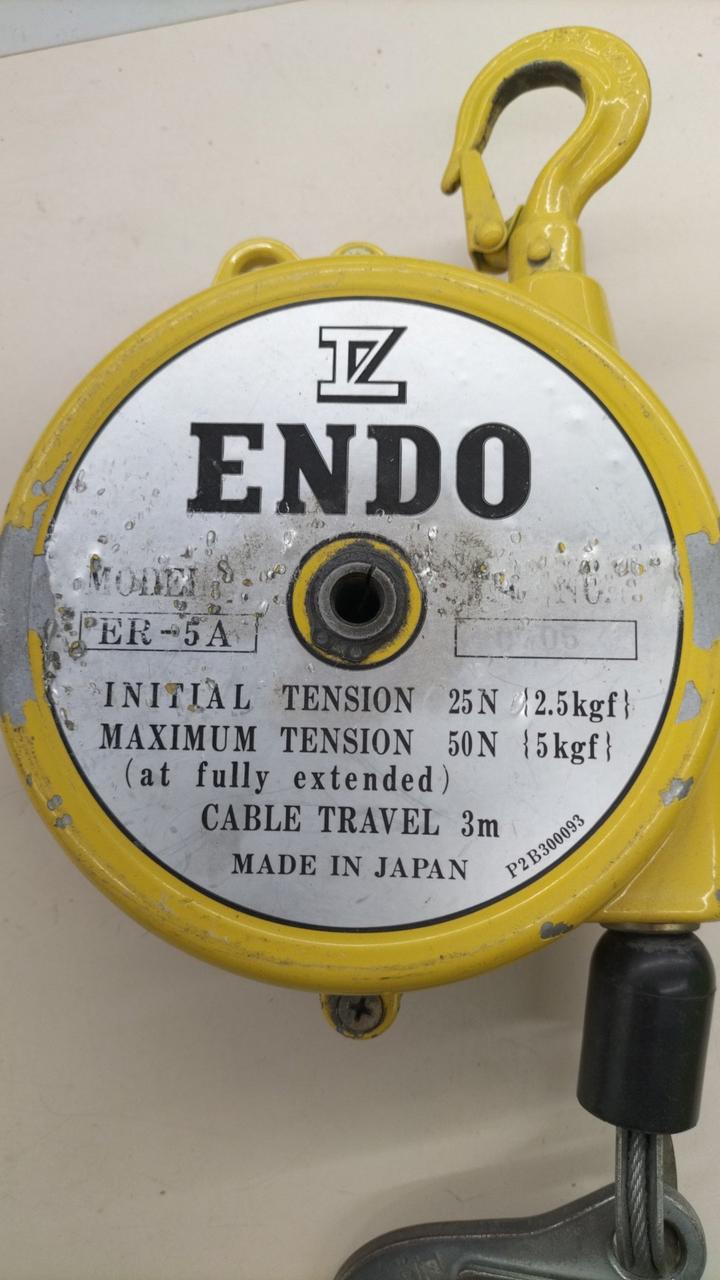 ENDO
MODEL
ER-5A
INITIAL TENSION 25N {2.5kgf}
MAXIMUM TENSION 50N {5kgf}
(at fully extended)
CABLE TRAVEL 3m
MADE IN JAPAN
P2B300093